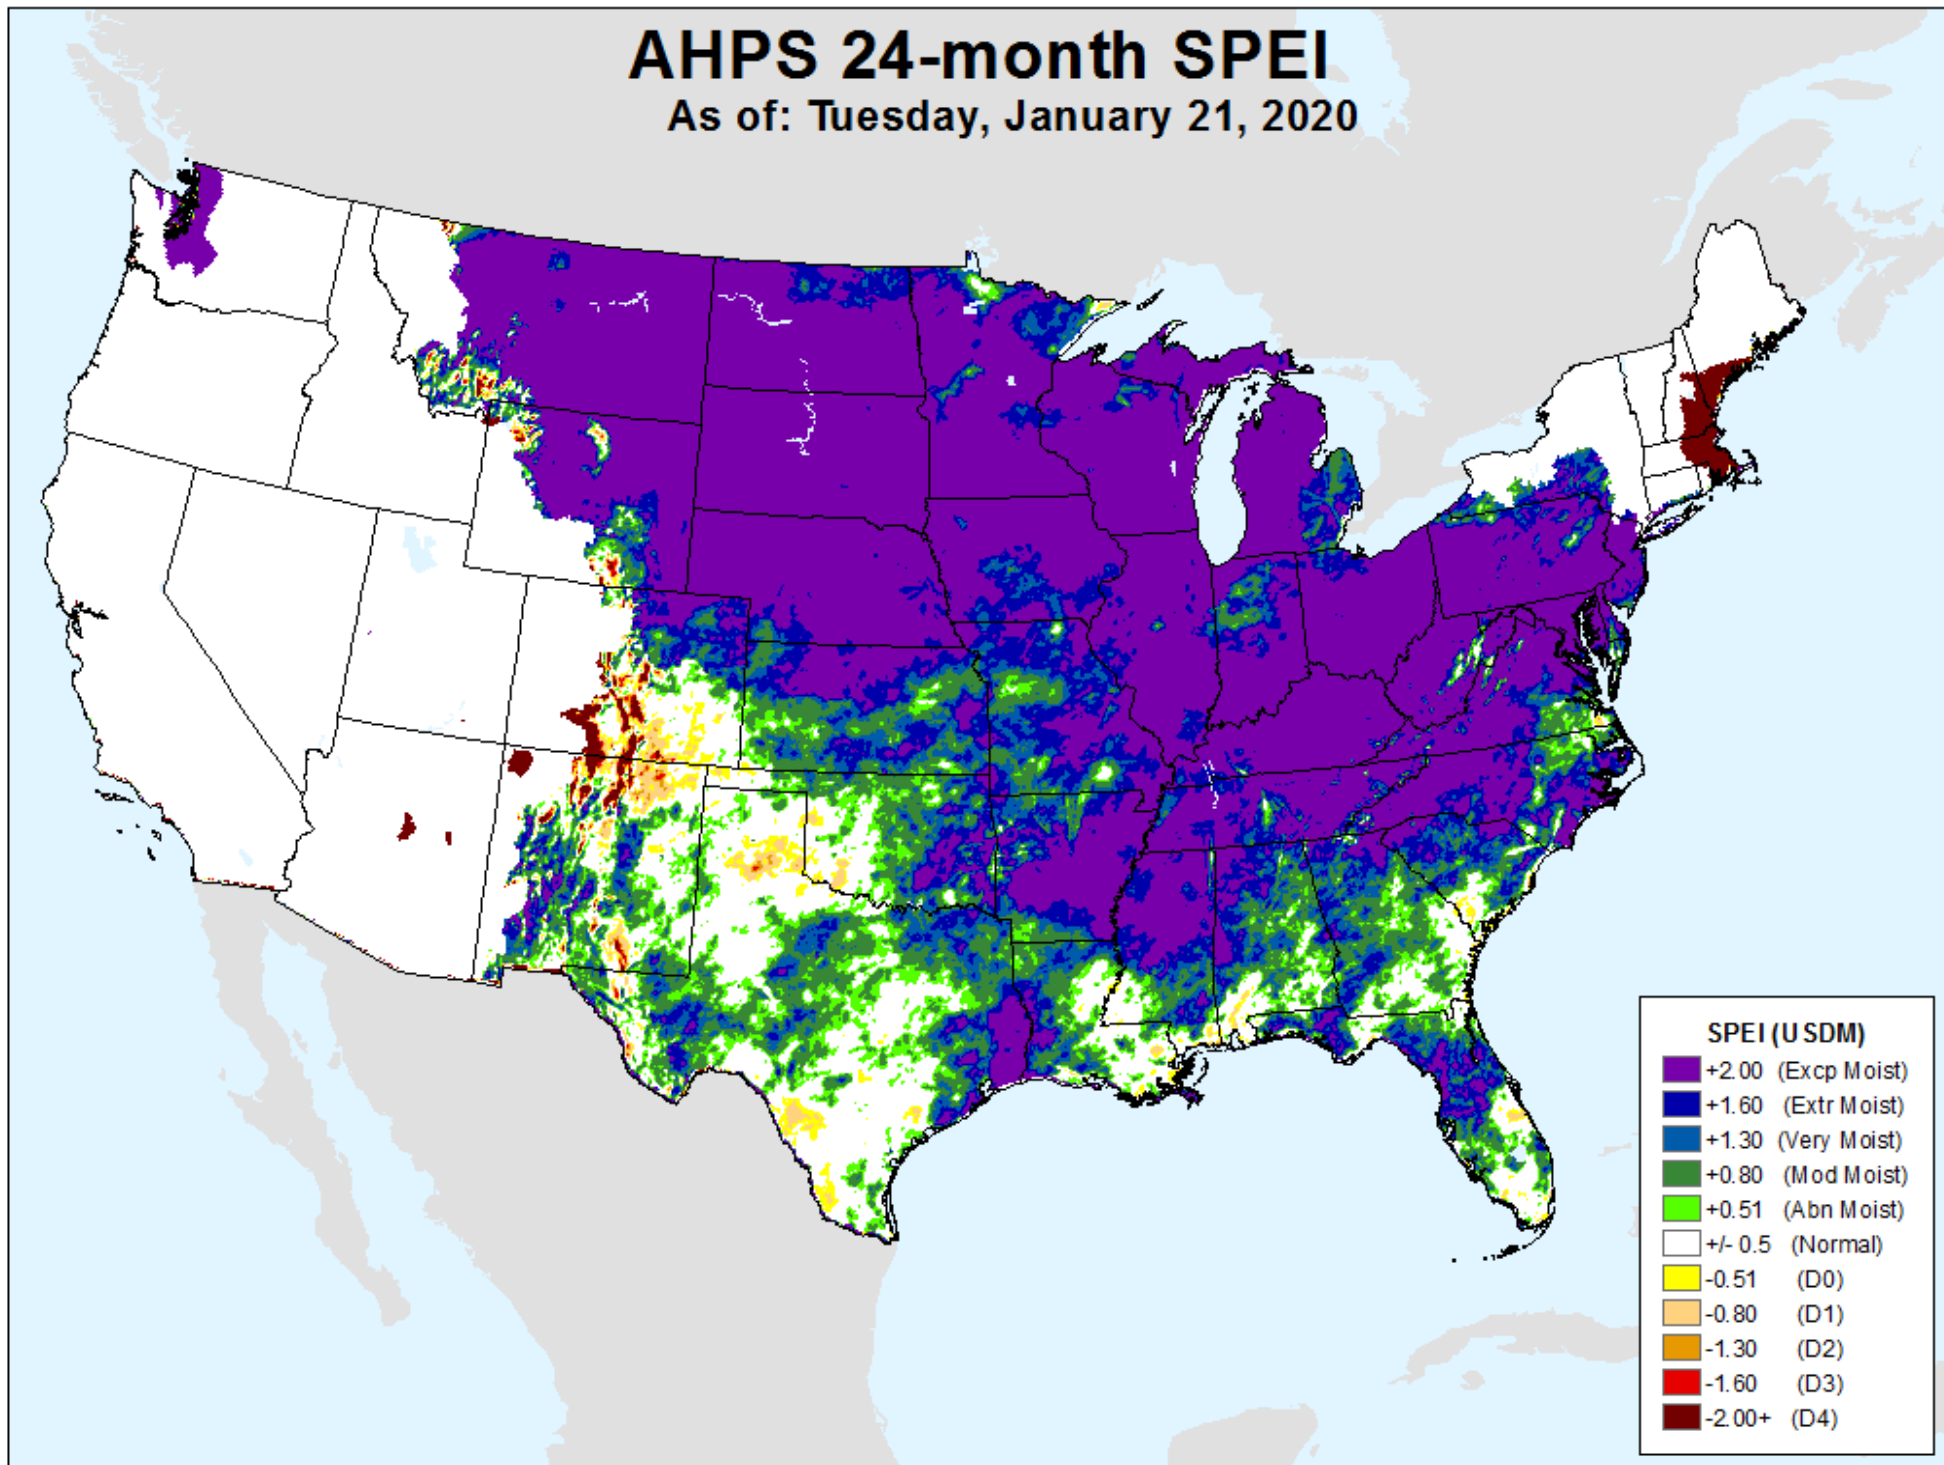 AHPS 24-month SPEI
As of: Tuesday, January 21, 2020
SPEI (USDM)
+2.00 (Excp Moist)
+1.60 (Extr Moist)
+1.30 (Very Moist)
+0.80 (Mod Moist)
+0.51 (Abn Moist)
+/- 0.5 (Normal)
-0.51 (D0)
-0.80 (D1)
-1.30 (D2)
-1.60 (D3)
-2.00+ (D4)